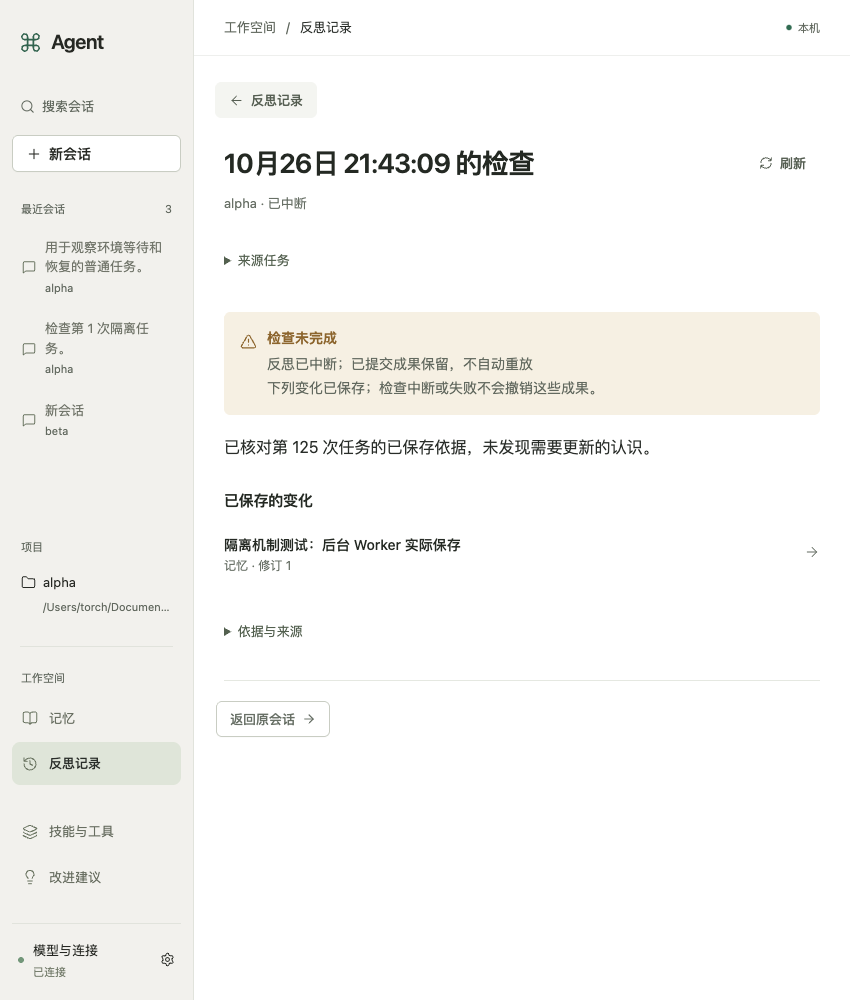 Agent
搜索会话
新会话
最近会话 3
用于观察环境等待和
恢复的普通任务。
alpha
检查第 1 次隔离任
务。
alpha
新会话
beta
项目
alpha
/Users/torch/Documen...
工作空间
记忆
反思记录
技能与工具
改进建议
模型与连接
已连接
工作空间 / 反思记录
本机
← 反思记录
10月26日 21:43:09 的检查
刷新
alpha · 已中断
来源任务
检查未完成
反思已中断；已提交成果保留，不自动重放
下列变化已保存；检查中断或失败不会撤销这些成果。
已核对第 125 次任务的已保存依据，未发现需要更新的认识。
已保存的变化
隔离机制测试：后台 Worker 实际保存
记忆 · 修订 1
依据与来源
返回原会话 →